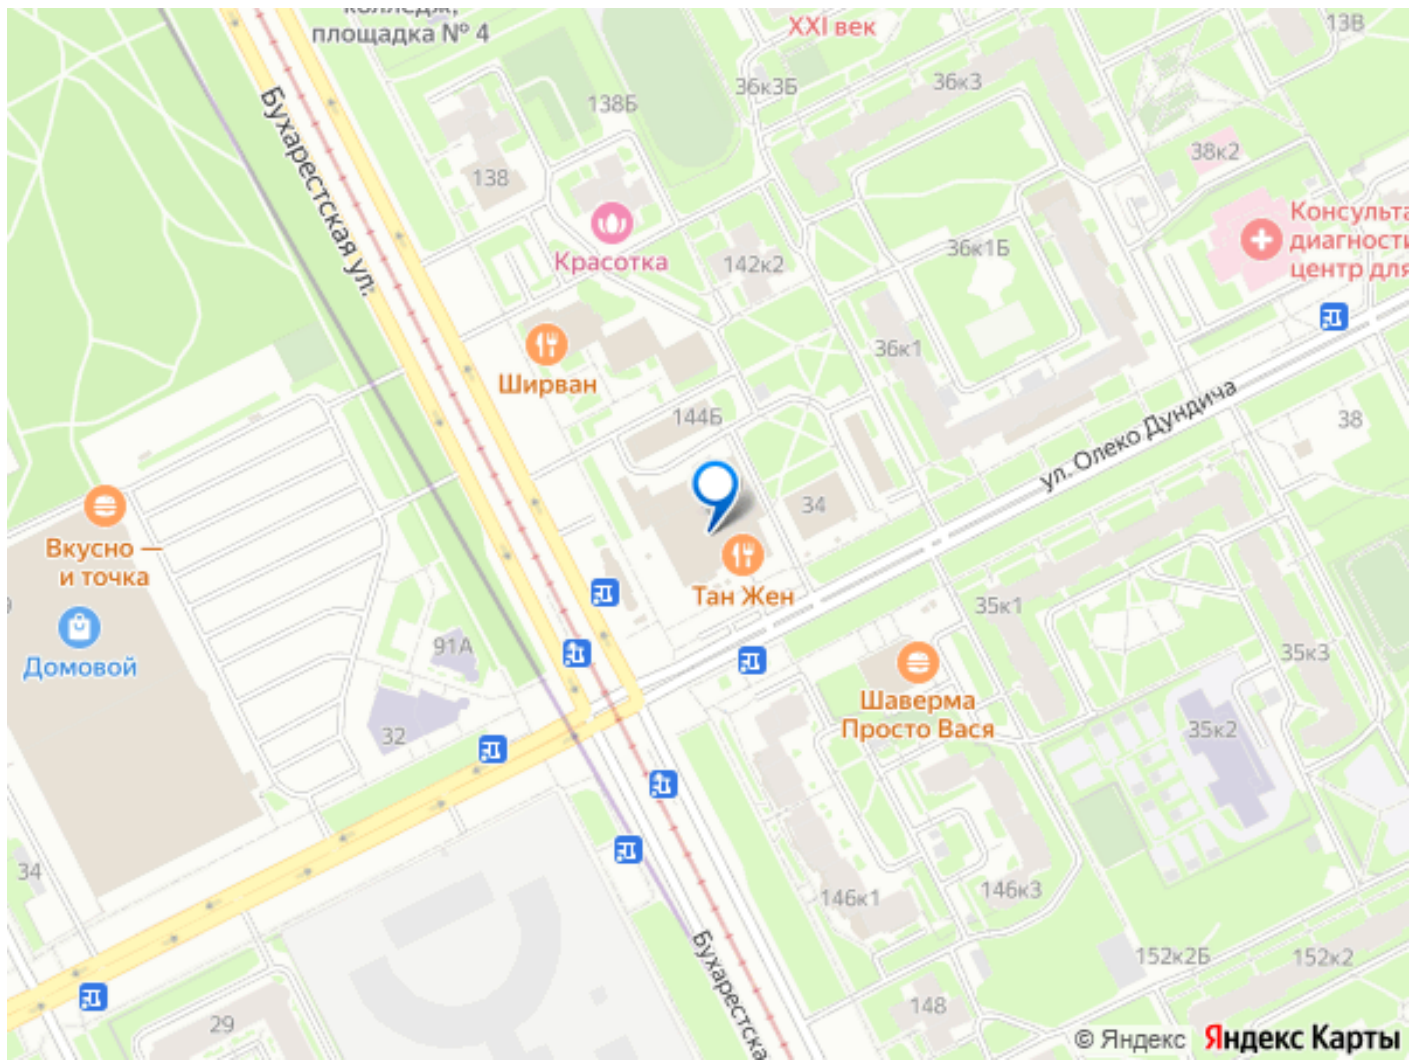 площадка № 4
XXI век
13В
36к3Б
36к3
138Б
Бухарестская ул.
38к2
138
Консульта
диагности
центр для
Красотка
142к2
36к1Б
36к1
Ширван
144Б
ул. Олеко Дундича
38
34
Вкусно —
и точка
Тан Жен
35к1
Домовой
91А
35к3
Шаверма
Просто Вася
32
35к2
34
146к1
146к3
Бухарестска
152к2Б
152к2
148
29
© Яндекс Яндекс Карты